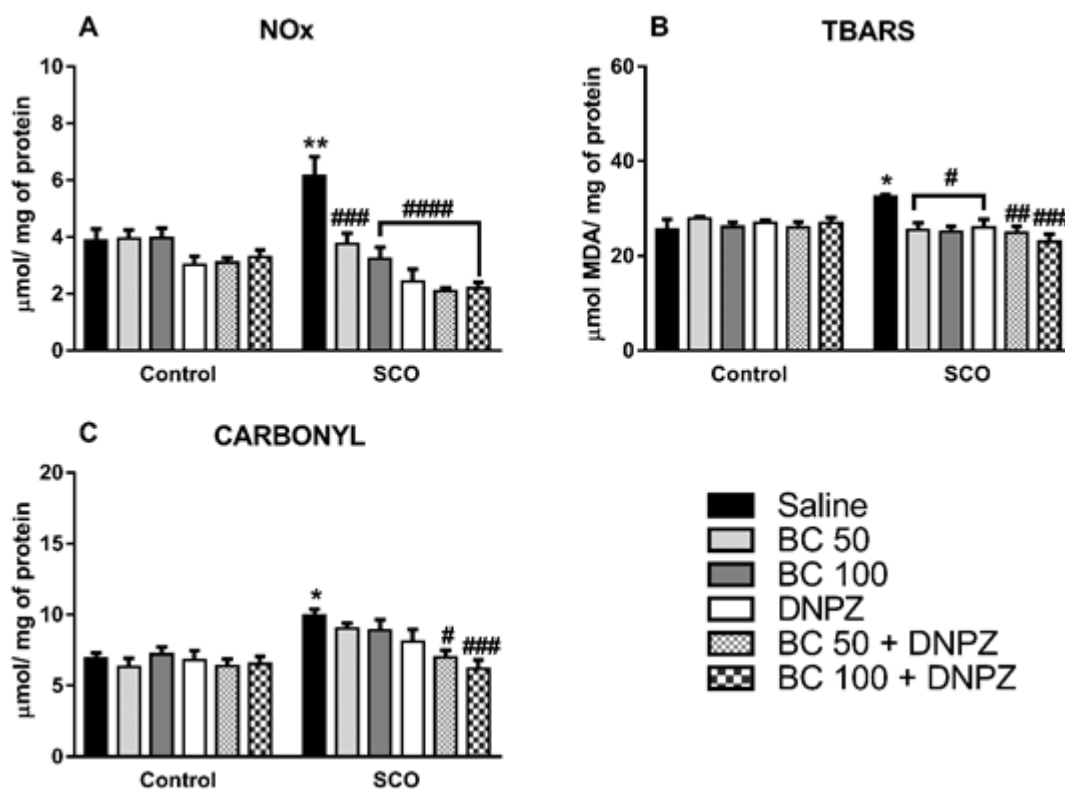 A
NOx
μmol/ mg of protein
10
8
6
4
2
0
**
###
####
Control
SCO
B
TBARS
μmol MDA/ mg of protein
60
40
20
0
*
#
##
###
Control
SCO
C
CARBONYL
μmol/ mg of protein
20
15
10
5
0
*
#
###
Control
SCO
Saline
BC 50
BC 100
DNPZ
BC 50 + DNPZ
BC 100 + DNPZ